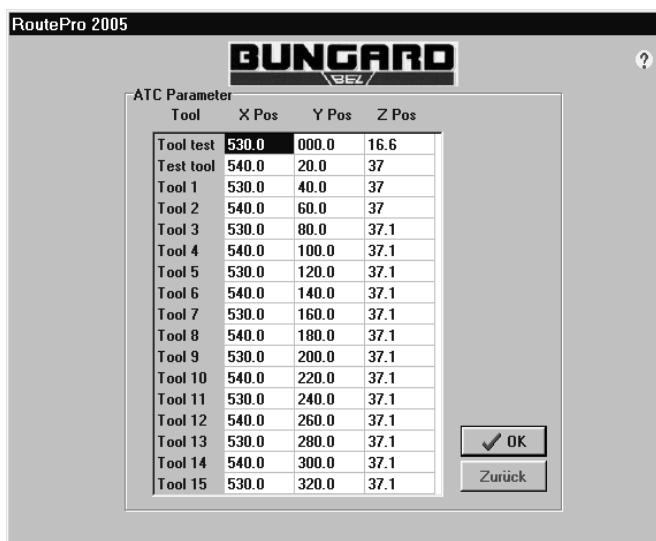 RoutePro 2005
BUNGARD
BEZ
?
ATC Parameter
Tool X Pos Y Pos Z Pos
Tool test 530.0 000.0 16.6
Test tool 540.0 20.0 37
Tool 1 530.0 40.0 37
Tool 2 540.0 60.0 37
Tool 3 530.0 80.0 37.1
Tool 4 540.0 100.0 37.1
Tool 5 530.0 120.0 37.1
Tool 6 540.0 140.0 37.1
Tool 7 530.0 160.0 37.1
Tool 8 540.0 180.0 37.1
Tool 9 530.0 200.0 37.1
Tool 10 540.0 220.0 37.1
Tool 11 530.0 240.0 37.1
Tool 12 540.0 260.0 37.1
Tool 13 530.0 280.0 37.1
Tool 14 540.0 300.0 37.1
Tool 15 530.0 320.0 37.1
OK
Zurück